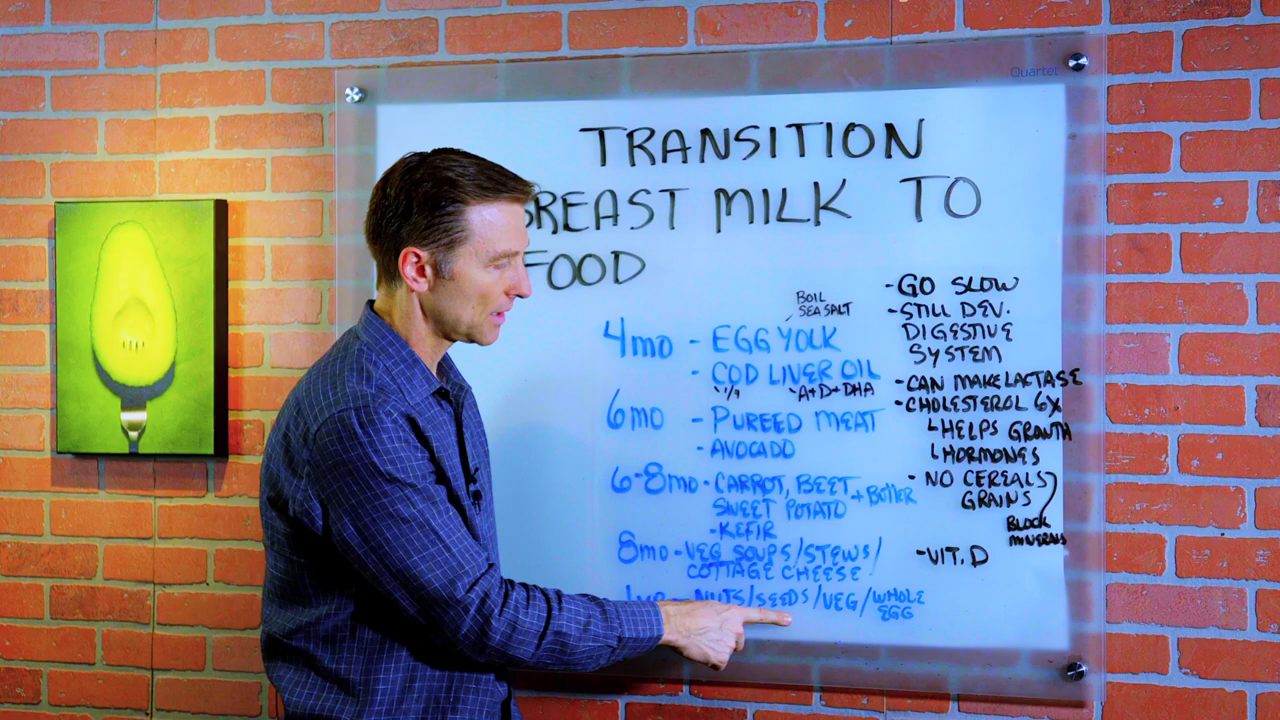 Quartet
TRANSITION
BREAST MILK TO
FOOD
BOIL
SEA SALT
4mo - EGG YOLK
- COD LIVER OIL
A+D+DHA
6mo - PUREED MEAT
- AVOCADO
6-8mo - CARROT, BEET, + BUTTER
SWEET POTATO
- KEFIR
8mo - VEG SOUPS/STEWS/
COTTAGE CHEESE
NUTS/SEEDS/VEG/WHOLE
EGG
- GO SLOW
- STILL DEV.
DIGESTIVE
SYSTEM
- CAN MAKE LACTASE
- CHOLESTEROL 6X
HELPS GROWTH
HORMONES
- NO CEREALS
GRAINS
BLOCK
MINERALS
- VIT. D